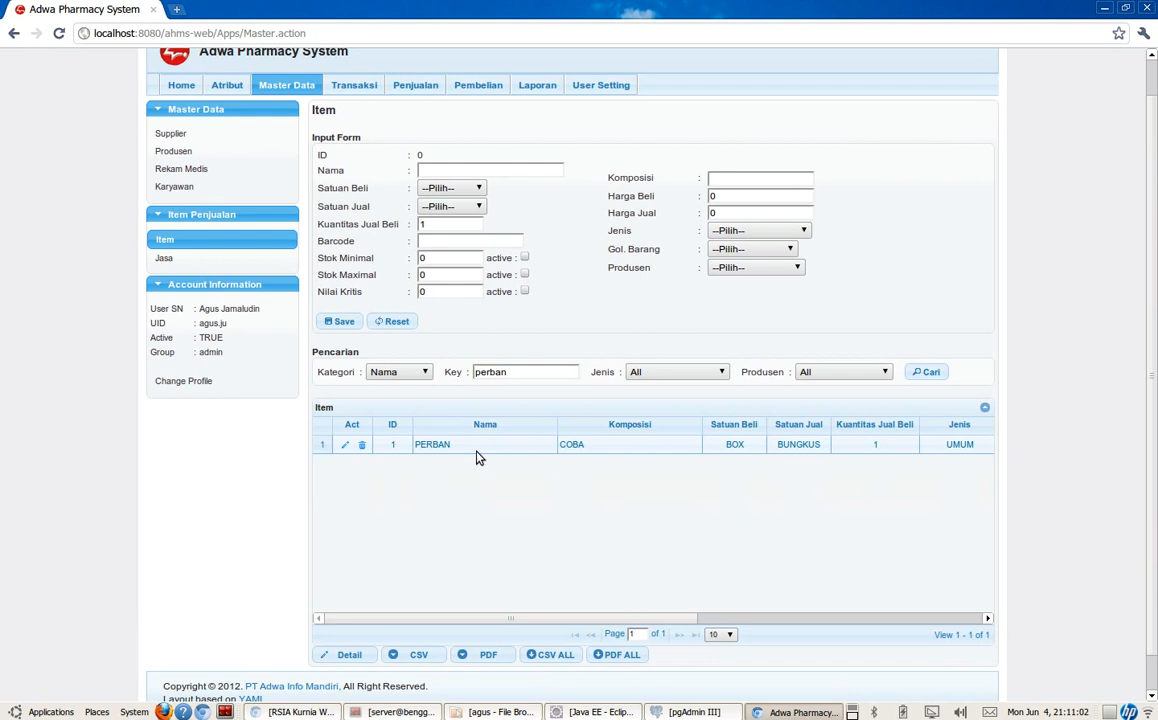 Adwa Pharmacy System
localhost:8080/ahms-web/Apps/Master.action
Adwa Pharmacy System
Home Atribut Master Data Transaksi Penjualan Pembelian Laporan User Setting
Master Data
Supplier
Produsen
Rekam Medis
Karyawan
Item Penjualan
Item
Jasa
Account Information
User SN : Agus Jamaludin
UID : agus.ju
Active : TRUE
Group : admin
Change Profile
Item
Input Form
ID : 0
Nama :
Satuan Beli : --Pilih--
Satuan Jual : --Pilih--
Kuantitas Jual Beli : 1
Barcode :
Stok Minimal : 0 active :
Stok Maximal : 0 active :
Nilai Kritis : 0 active :
Komposisi :
Harga Beli : 0
Harga Jual : 0
Jenis : --Pilih--
Gol. Barang : --Pilih--
Produsen : --Pilih--
Save Reset
Pencarian
Kategori : Nama Key : perban Jenis : All Produsen : All Cari
Item
Act ID Nama Komposisi Satuan Beli Satuan Jual Kuantitas Jual Beli Jenis
1 1 PERBAN COBA BOX BUNGKUS 1 UMUM
Page 1 of 1 10 View 1 - 1 of 1
Detail CSV PDF CSV ALL PDF ALL
Copyright © 2012. PT Adwa Info Mandiri, All Right Reserved.
Layout based on YAML
Applications Places System [RSIA Kurnia W... [server@bengg... [agus - File Bro... [Java EE - Eclip... [pgAdmin III] Adwa Pharmacy... Mon Jun 4, 21:11:02